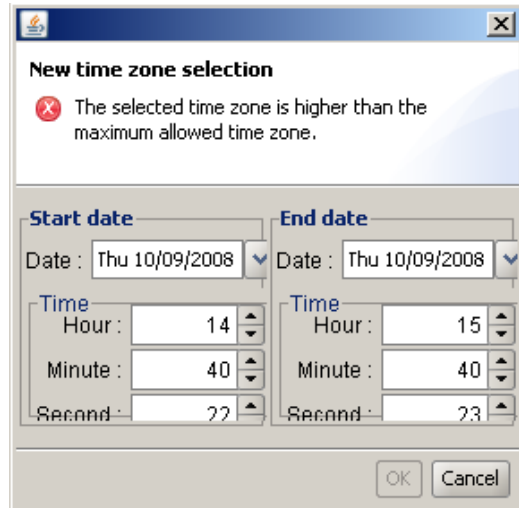 New time zone selection
The selected time zone is higher than the
maximum allowed time zone.
Start date
Date : Thu 10/09/2008
Time
Hour : 14
Minute : 40
Second : 22
End date
Date : Thu 10/09/2008
Time
Hour : 15
Minute : 40
Second : 23
OK Cancel